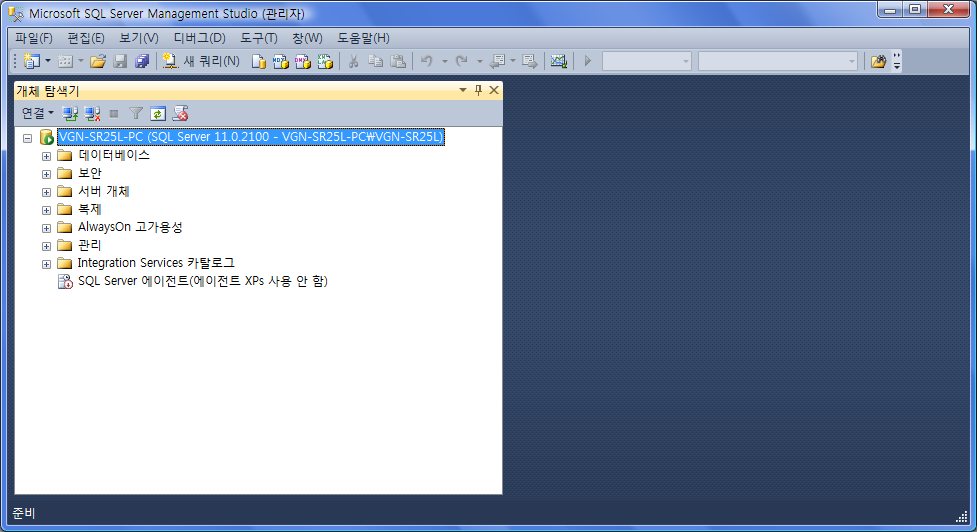 Microsoft SQL Server Management Studio (관리자)
파일(F) 편집(E) 보기(V) 디버그(D) 도구(T) 창(W) 도움말(H)
새 쿼리(N)
개체 탐색기
연결
VGN-SR25L-PC (SQL Server 11.0.2100 - VGN-SR25L-PC₩VGN-SR25L)
데이터베이스
보안
서버 개체
복제
AlwaysOn 고가용성
관리
Integration Services 카탈로그
SQL Server 에이전트(에이전트 XPs 사용 안 함)
준비